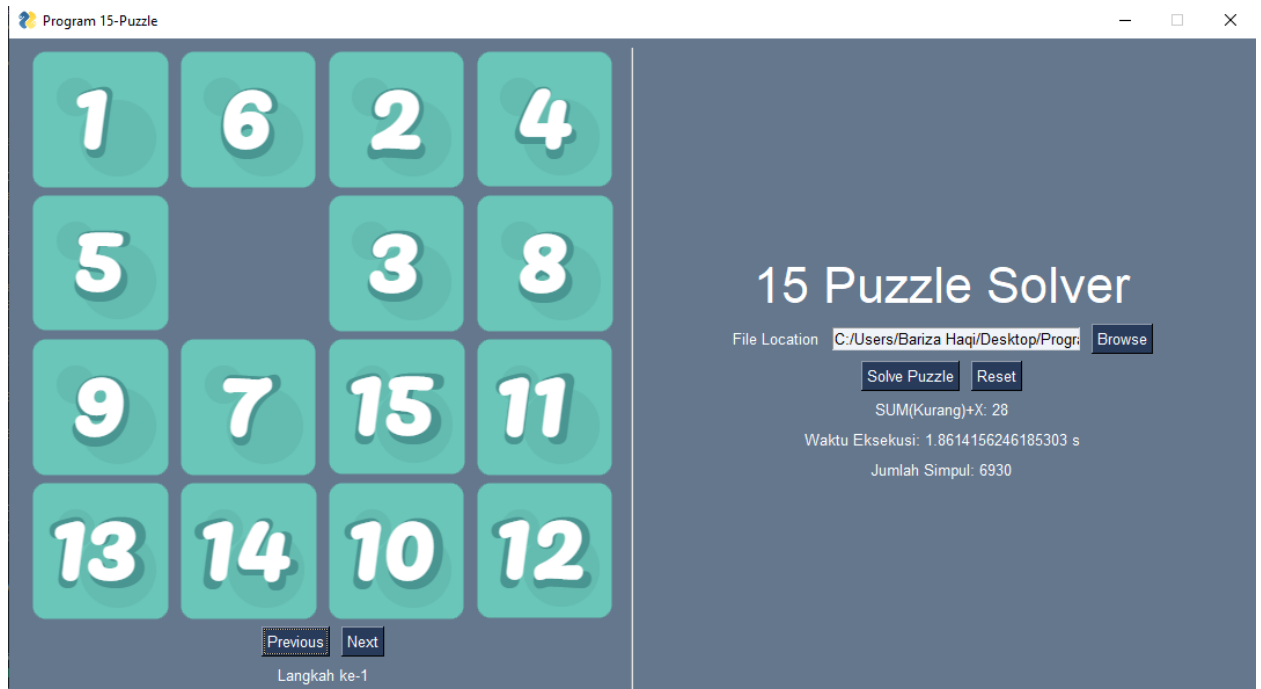 Program 15-Puzzle
1 6 2 4
5 3 8
9 7 15 11
13 14 10 12
Previous Next
Langkah ke-1
15 Puzzle Solver
File Location C:/Users/Bariza Haqi/Desktop/Progra Browse
Solve Puzzle Reset
SUM(Kurang)+X: 28
Waktu Eksekusi: 1.8614156246185303 s
Jumlah Simpul: 6930